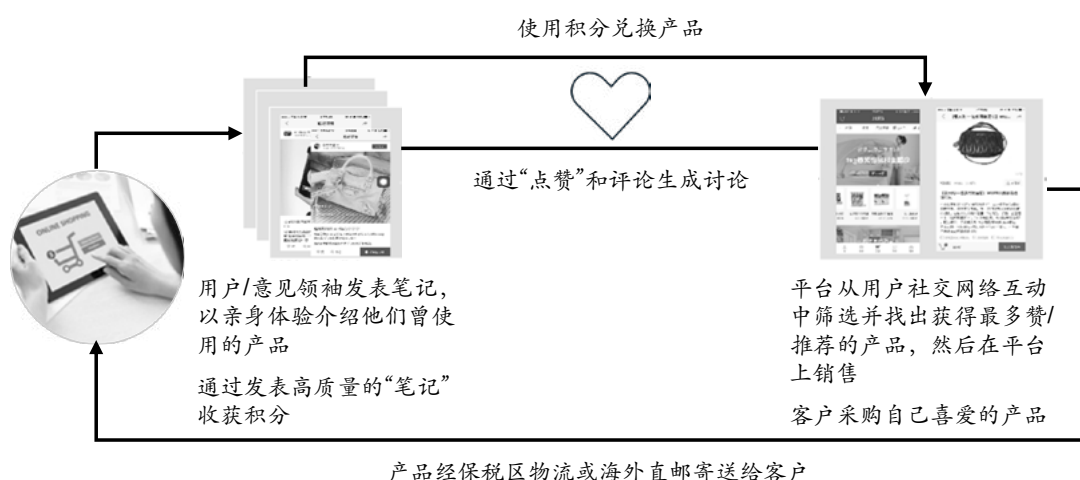 使用积分兑换产品
通过“点赞”和评论生成讨论
ONLINE SHOPPING
用户/意见领袖发表笔记，
以亲身体验介绍他们曾使
用的产品
通过发表高质量的“笔记”
收获积分
平台从用户社交网络互动
中筛选并找出获得最多赞/
推荐的产品，然后在平台
上销售
客户采购自己喜爱的产品
产品经保税区物流或海外直邮寄送给客户